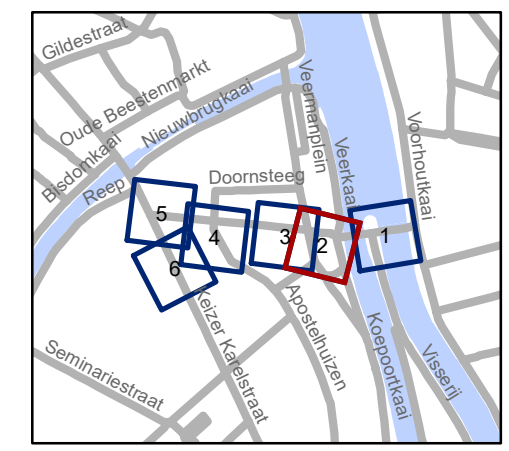 Gildestraat
Oude Beestenmarkt
Nieuwbrugkaai
Bisdomkaai
Reep
Doornsteeg
Veermanplein
Veerkaai
Voorhoutkaai
5
4
3
2
1
6
Keizer Karelstraat
Apostelhuizen
Koepoortkaai
Visserij
Seminariestraat